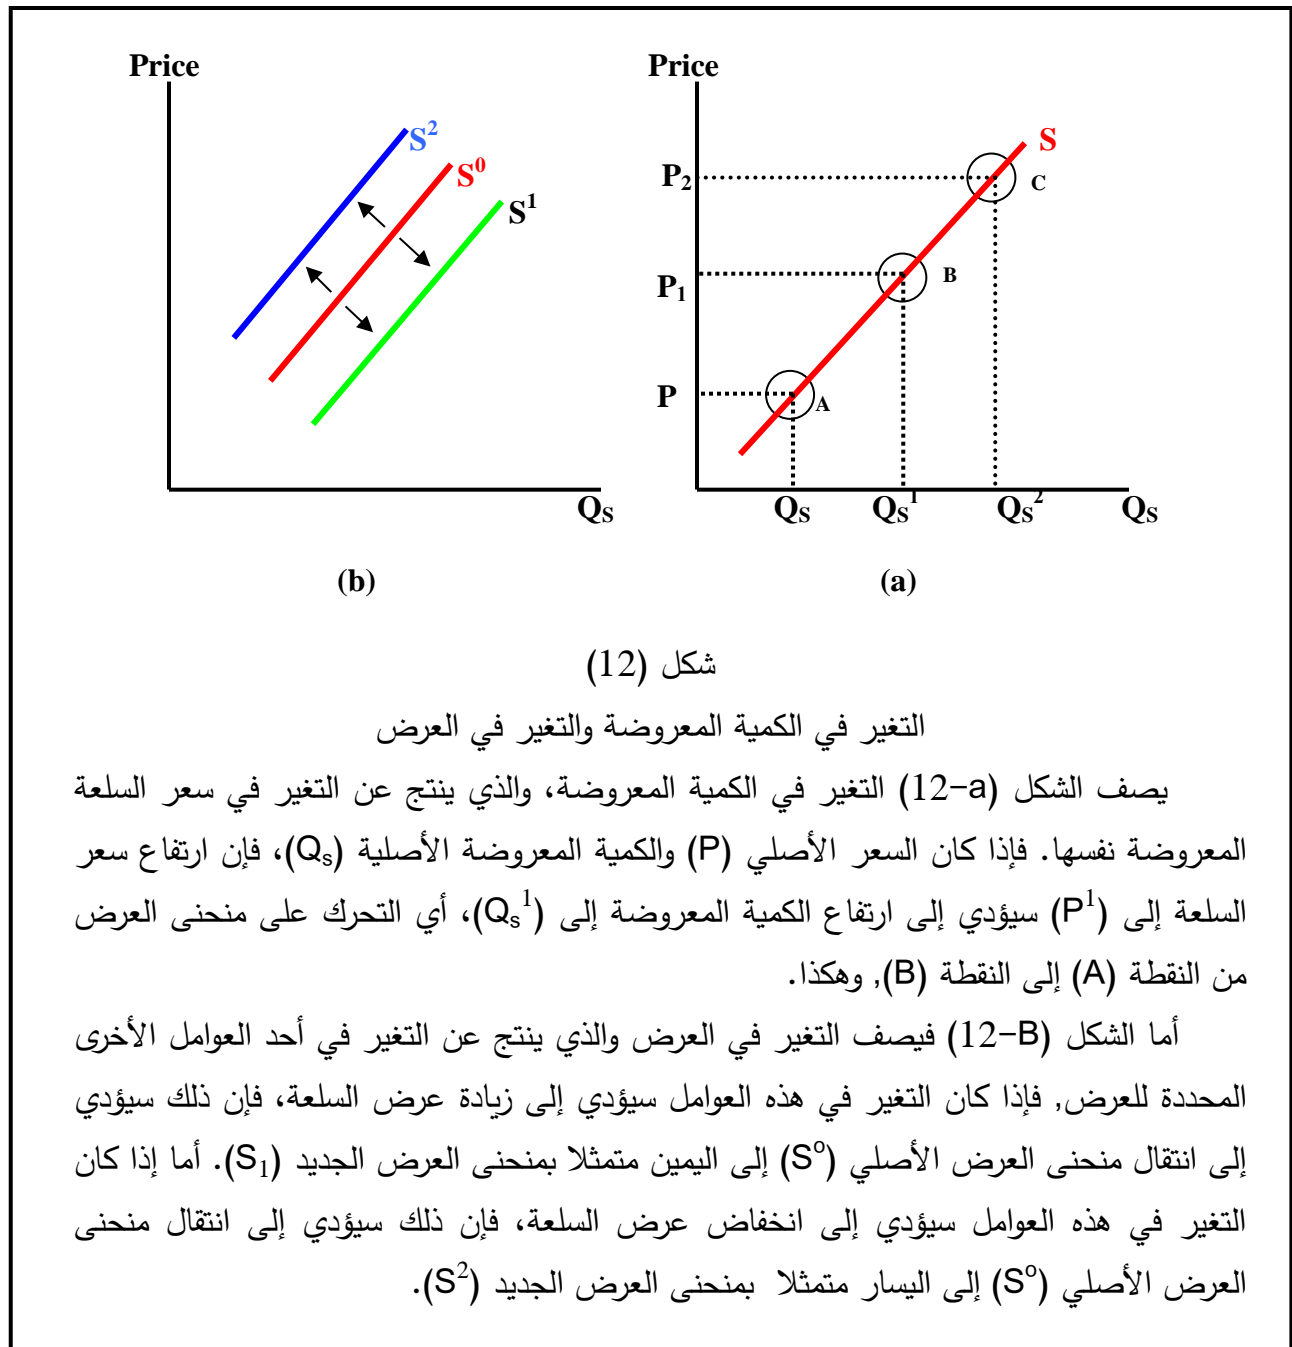 Price
Price
S²
S⁰
S¹
S
P₂
C
P₁
B
P
A
Qs
Qs
Qs¹
Qs²
Qs
(b)
(a)
شكل (12)
التغير في الكمية المعروضة والتغير في العرض
يصف الشكل (12-a) التغير في الكمية المعروضة، والذي ينتج عن التغير في سعر السلعة
المعروضة نفسها. فإذا كان السعر الأصلي (P) والكمية المعروضة الأصلية (Qₛ)، فإن ارتفاع سعر
السلعة إلى (P¹) سيؤدي إلى ارتفاع الكمية المعروضة إلى (Qₛ¹)، أي التحرك على منحنى العرض
من النقطة (A) إلى النقطة (B), وهكذا.
أما الشكل (12-B) فيصف التغير في العرض والذي ينتج عن التغير في أحد العوامل الأخرى
المحددة للعرض, فإذا كان التغير في هذه العوامل سيؤدي إلى زيادة عرض السلعة، فإن ذلك سيؤدي
إلى انتقال منحنى العرض الأصلي (Sᵒ) إلى اليمين متمثلا بمنحنى العرض الجديد (S₁). أما إذا كان
التغير في هذه العوامل سيؤدي إلى انخفاض عرض السلعة، فإن ذلك سيؤدي إلى انتقال منحنى
العرض الأصلي (Sᵒ) إلى اليسار متمثلا بمنحنى العرض الجديد (S²).